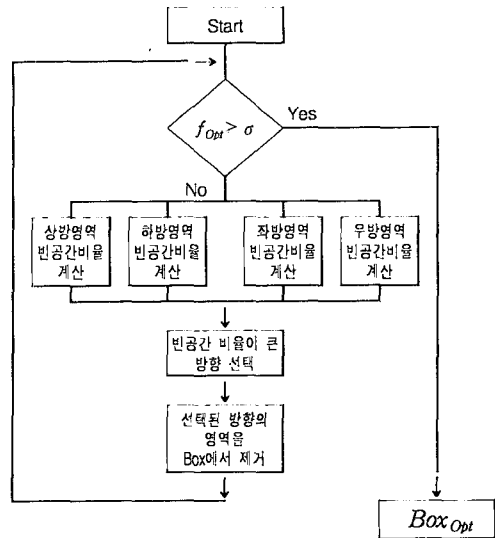 Start
f_Opt > σ
Yes
No
상방영역
빈공간비율
계산
하방영역
빈공간비율
계산
좌방영역
빈공간비율
계산
우방영역
빈공간비율
계산
빈공간 비율이 큰
방향 선택
선택된 방향의
영역을
Box에서 제거
Box_Opt